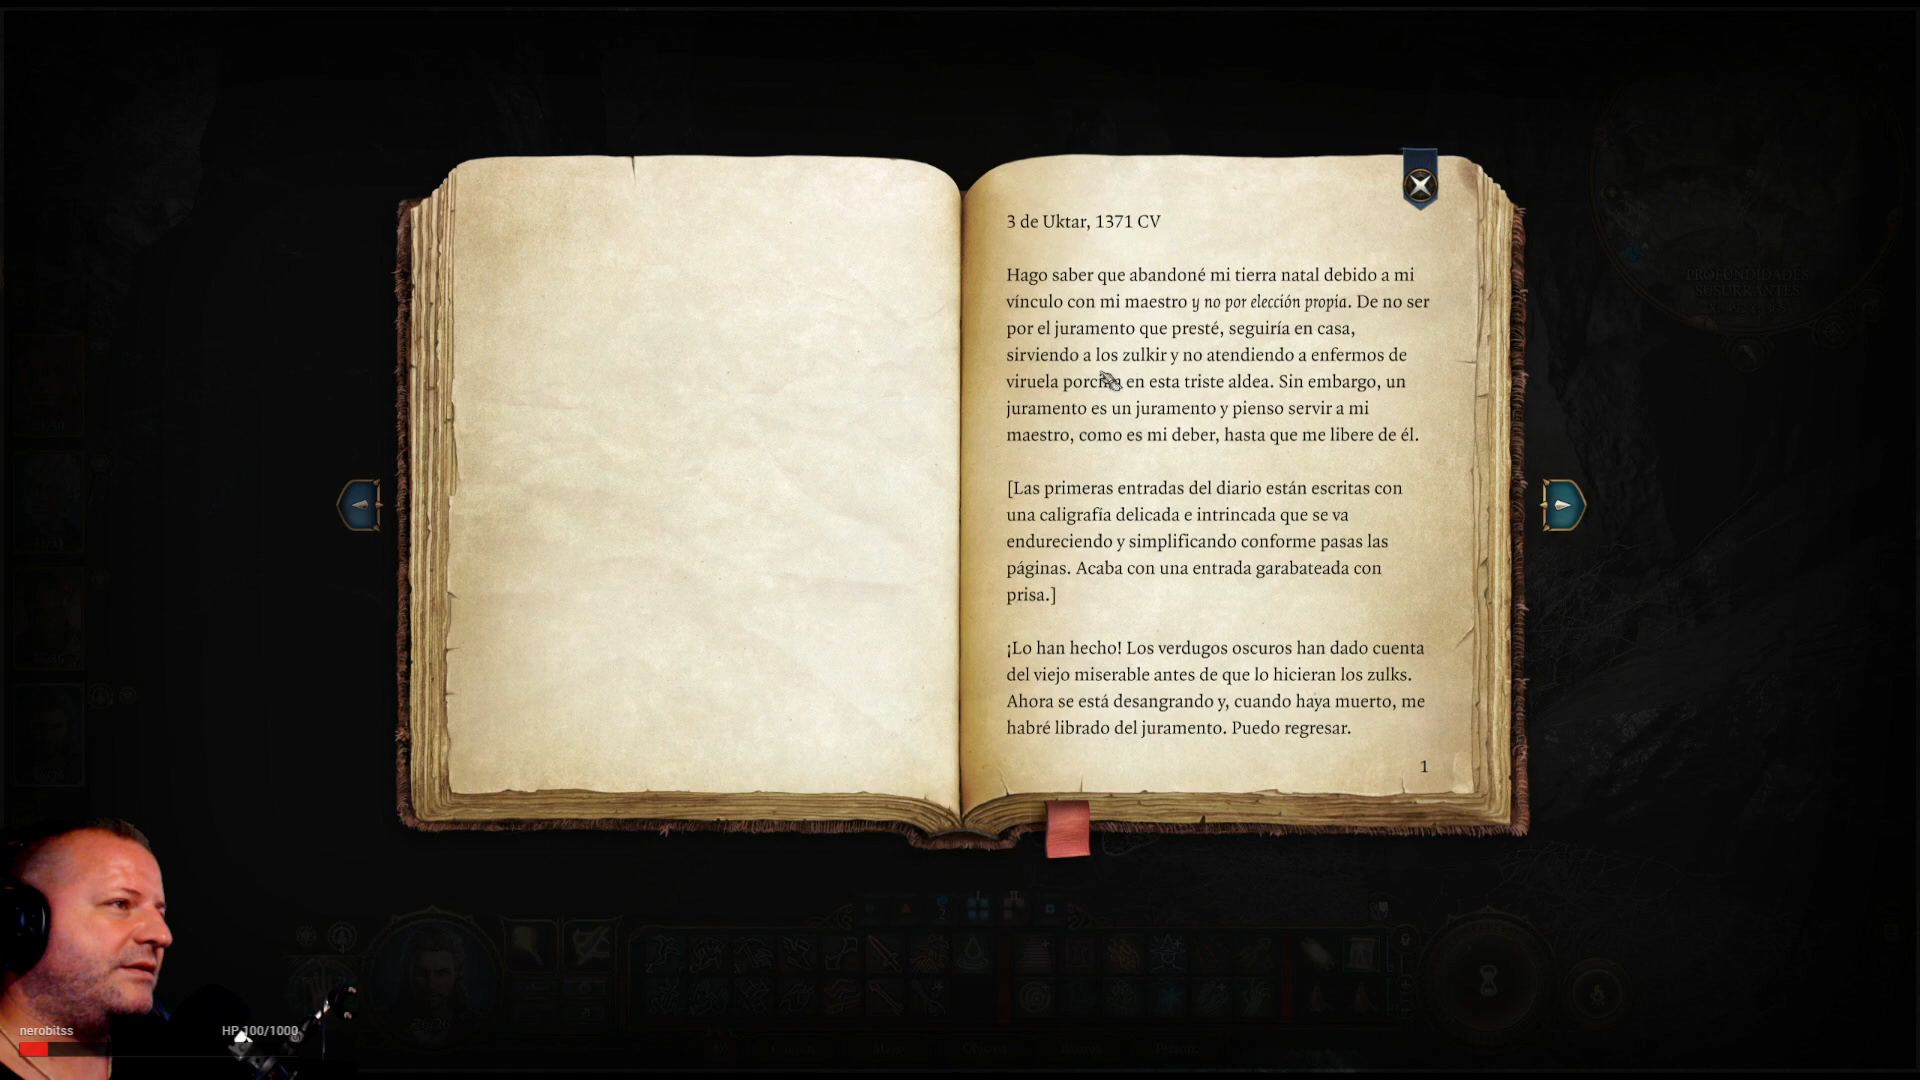 PROFUNDIDADES
SUSURRANTES
3 de Uktar, 1371 CV
Hago saber que abandoné mi tierra natal debido a mi
vínculo con mi maestro y no por elección propia. De no ser
por el juramento que presté, seguiría en casa,
sirviendo a los zulkir y no atendiendo a enfermos de
viruela en esta triste aldea. Sin embargo, un
juramento es un juramento y pienso servir a mi
maestro, como es mi deber, hasta que me libere de él.
[Las primeras entradas del diario están escritas con
una caligrafía delicada e intrincada que se va
endureciendo y simplificando conforme pasas las
páginas. Acaba con una entrada garabateada con
prisa.]
¡Lo han hecho! Los verdugos oscuros han dado cuenta
del viejo miserable antes de que lo hicieran los zulks.
Ahora se está desangrando y, cuando haya muerto, me
habré librado del juramento. Puedo regresar.
1
nerobitss
HP 100/1000